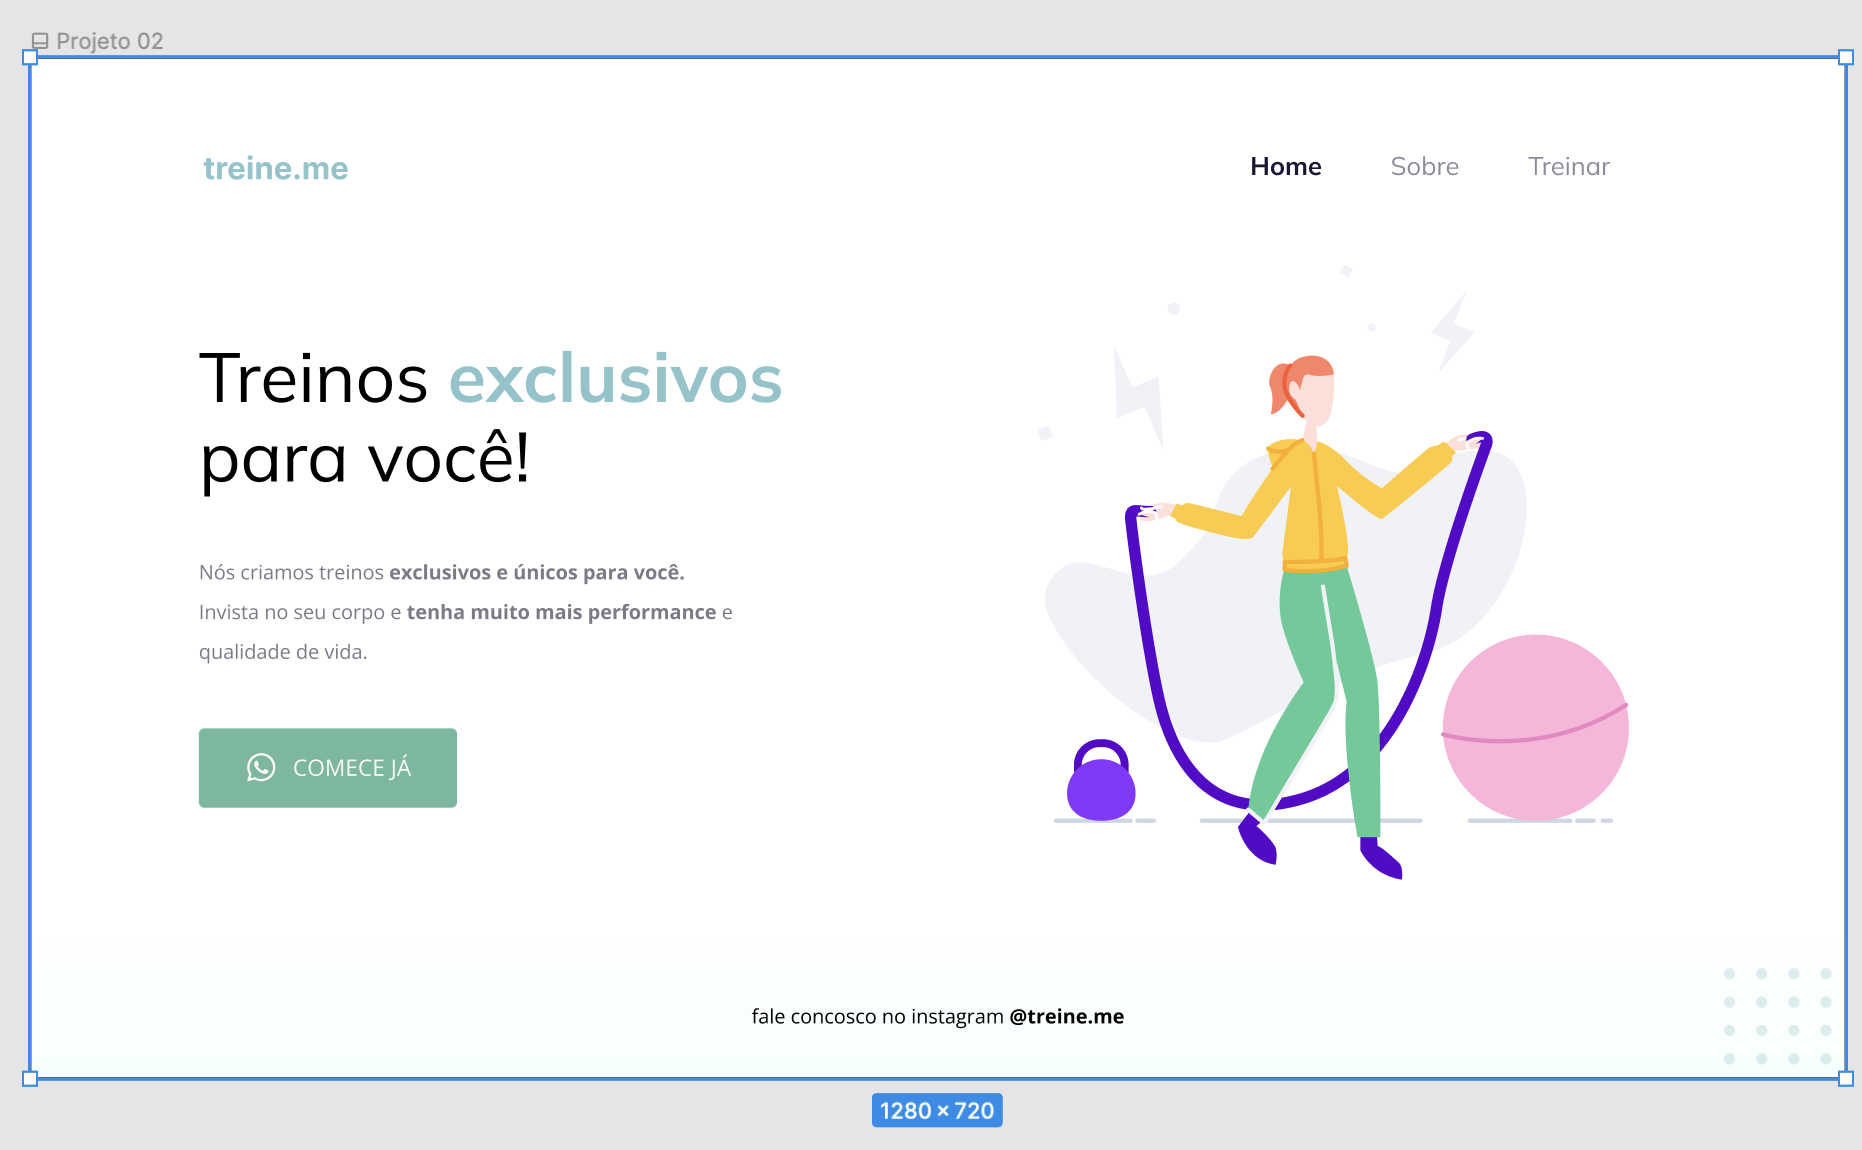 Projeto 02
treine.me
Home Sobre Treinar
Treinos exclusivos
para você!
Nós criamos treinos exclusivos e únicos para você.
Invista no seu corpo e tenha muito mais performance e
qualidade de vida.
COMECE JÁ
fale concosco no instagram @treine.me
1280 × 720